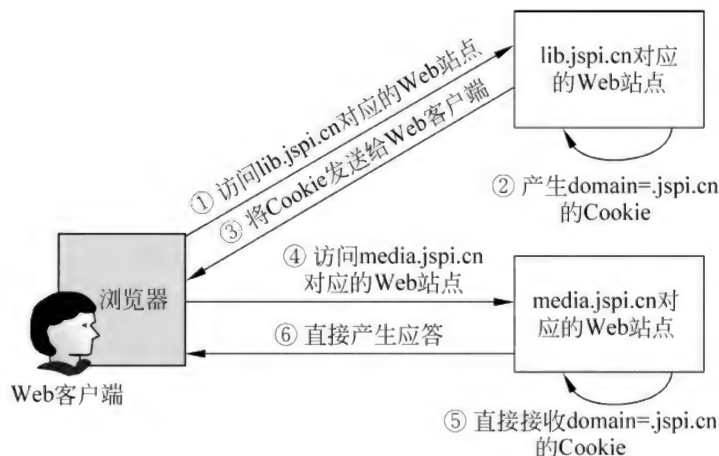 lib.jspi.cn对应
的Web站点
① 访问lib.jspi.cn对应的Web站点
③ 将Cookie发送给Web客户端
② 产生domain=.jspi.cn
的Cookie
④ 访问media.jspi.cn
对应的Web站点
浏览器
media.jspi.cn对
应的Web站点
⑥ 直接产生应答
Web客户端
⑤ 直接接收domain=.jspi.cn
的Cookie